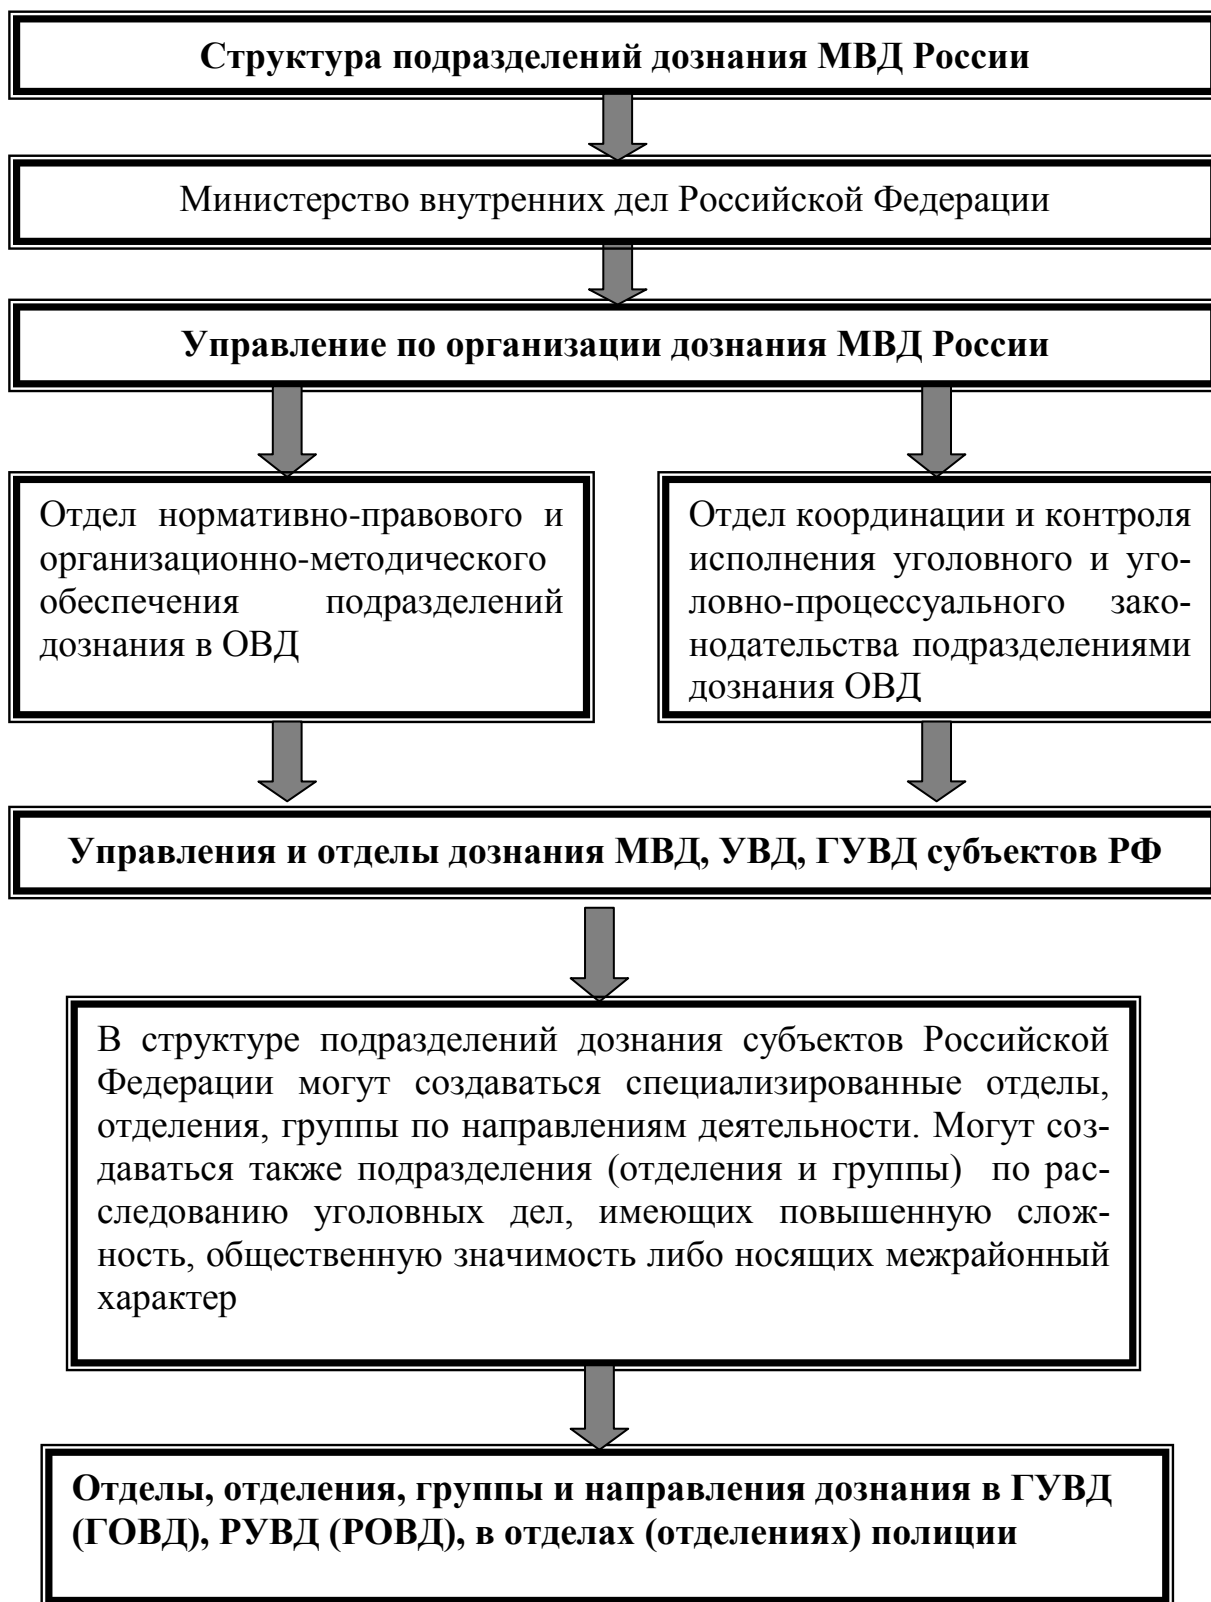 Структура подразделений дознания МВД России
Министерство внутренних дел Российской Федерации
Управление по организации дознания МВД России
Отдел нормативно-правового и
организационно-методического
обеспечения подразделений
дознания в ОВД
Отдел координации и контроля
исполнения уголовного и уго-
ловно-процессуального зако-
нодательства подразделениями
дознания ОВД
Управления и отделы дознания МВД, УВД, ГУВД субъектов РФ
В структуре подразделений дознания субъектов Российской
Федерации могут создаваться специализированные отделы,
отделения, группы по направлениям деятельности. Могут соз-
даваться также подразделения (отделения и группы) по рас-
следованию уголовных дел, имеющих повышенную слож-
ность, общественную значимость либо носящих межрайонный
характер
Отделы, отделения, группы и направления дознания в ГУВД
(ГОВД), РУВД (РОВД), в отделах (отделениях) полиции